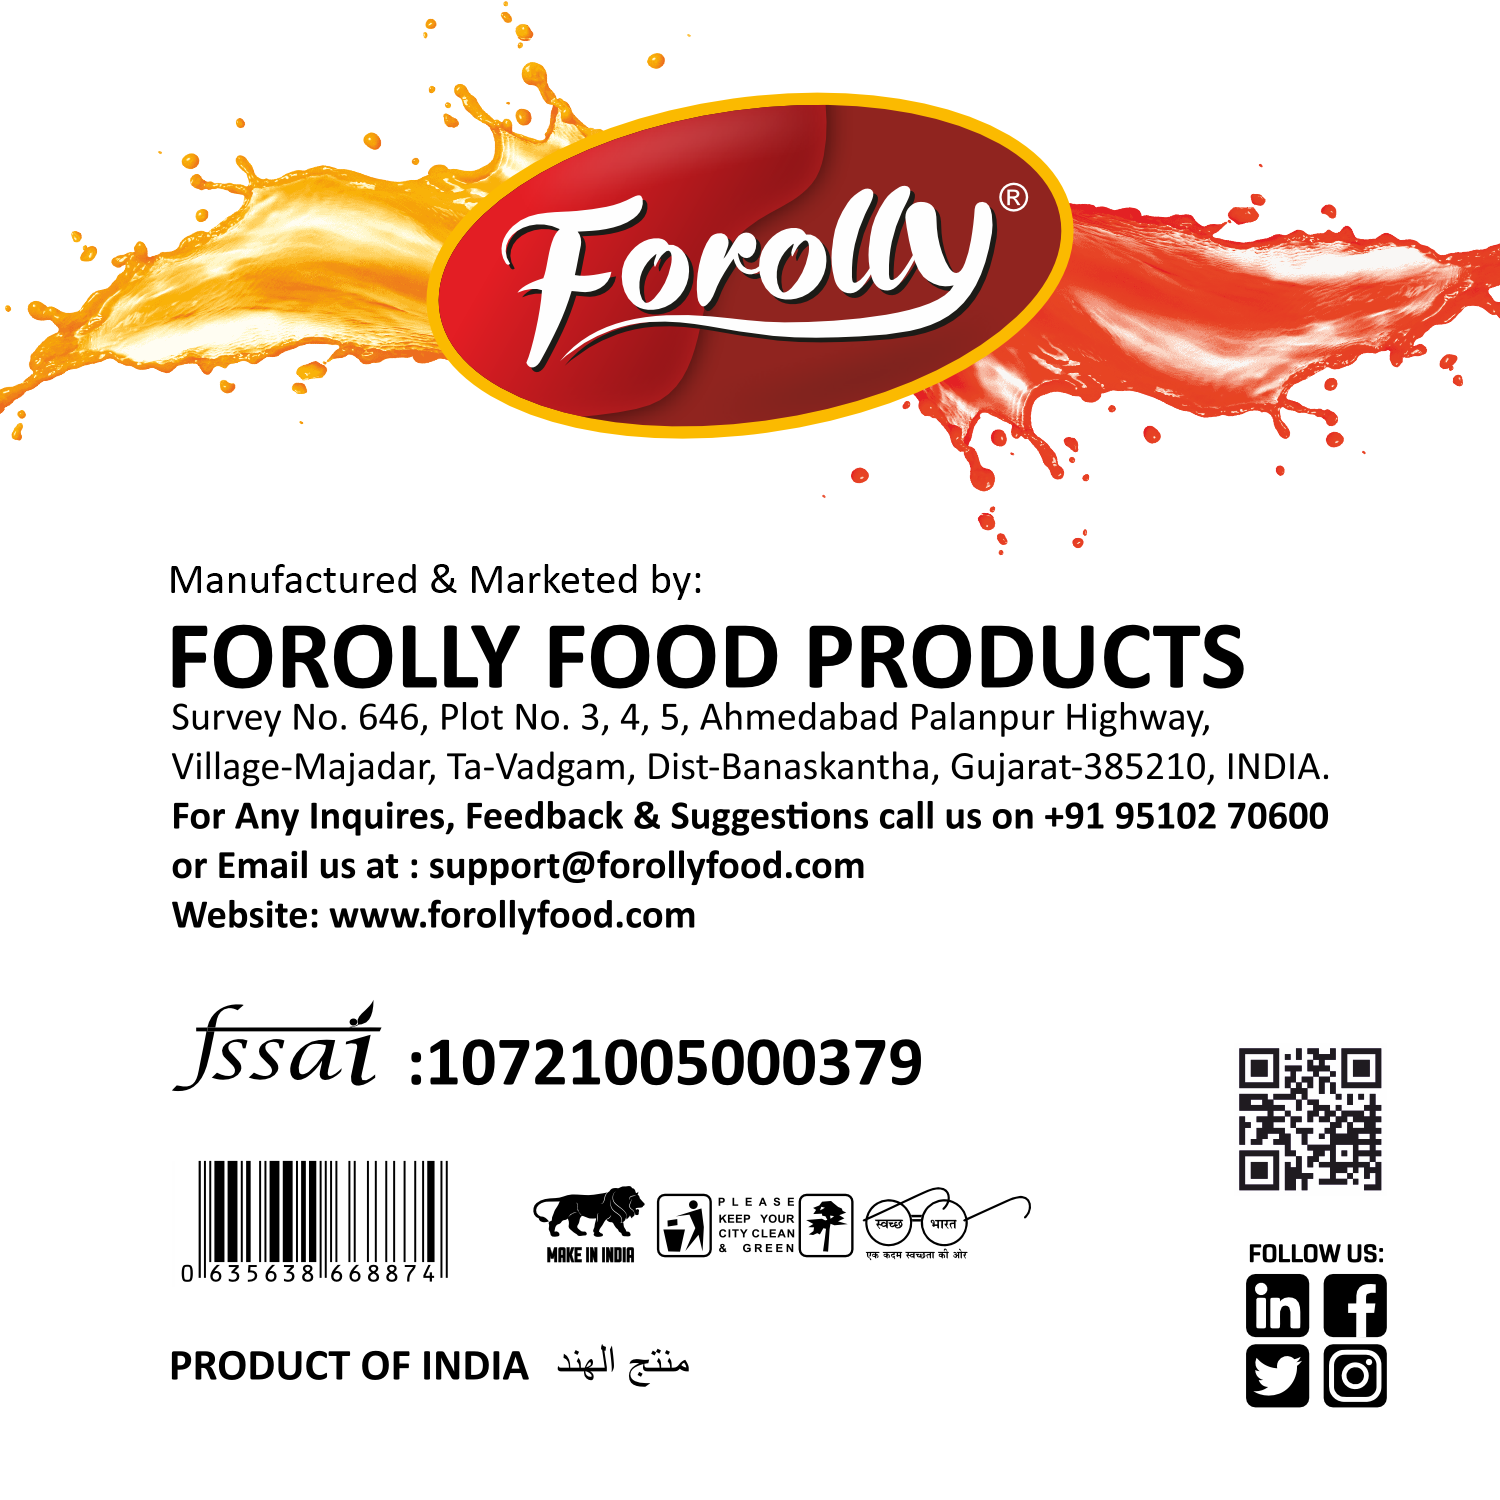 Forolly ®
Manufactured & Marketed by:
FOROLLY FOOD PRODUCTS
Survey No. 646, Plot No. 3, 4, 5, Ahmedabad Palanpur Highway,
Village-Majadar, Ta-Vadgam, Dist-Banaskantha, Gujarat-385210, INDIA.
For Any Inquires, Feedback & Suggestions call us on +91 95102 70600
or Email us at : support@forollyfood.com
Website: www.forollyfood.com
fssai :10721005000379
0 635638 668874
MAKE IN INDIA
PLEASE
KEEP YOUR
CITY CLEAN
& GREEN
स्वच्छ भारत
एक कदम स्वच्छता की ओर
FOLLOW US:
in f
PRODUCT OF INDIA منتج الهند